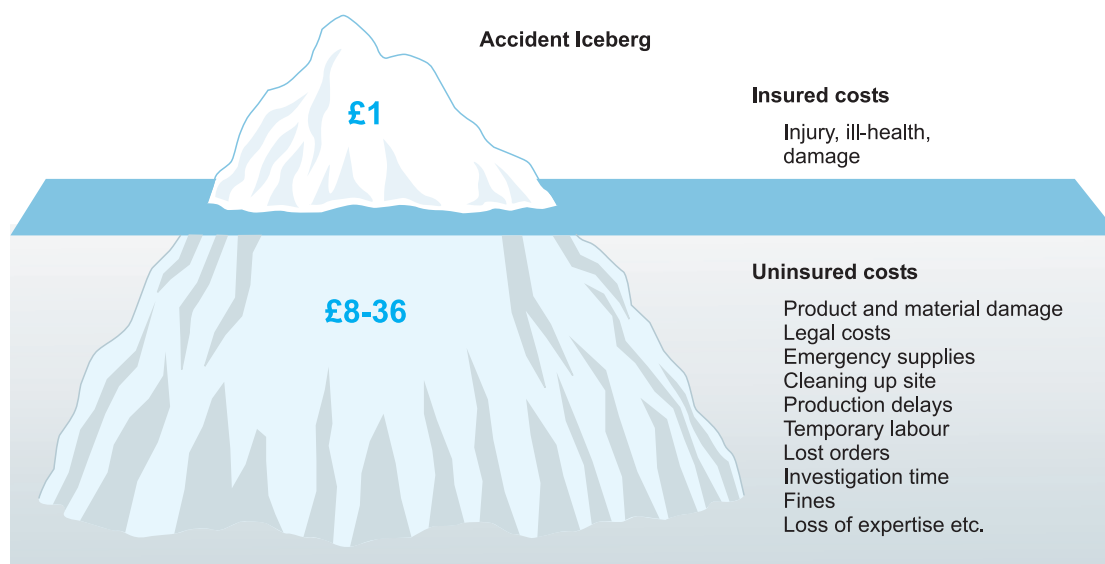 Accident Iceberg
£1
Insured costs
Injury, ill-health,
damage
£8-36
Uninsured costs
Product and material damage
Legal costs
Emergency supplies
Cleaning up site
Production delays
Temporary labour
Lost orders
Investigation time
Fines
Loss of expertise etc.